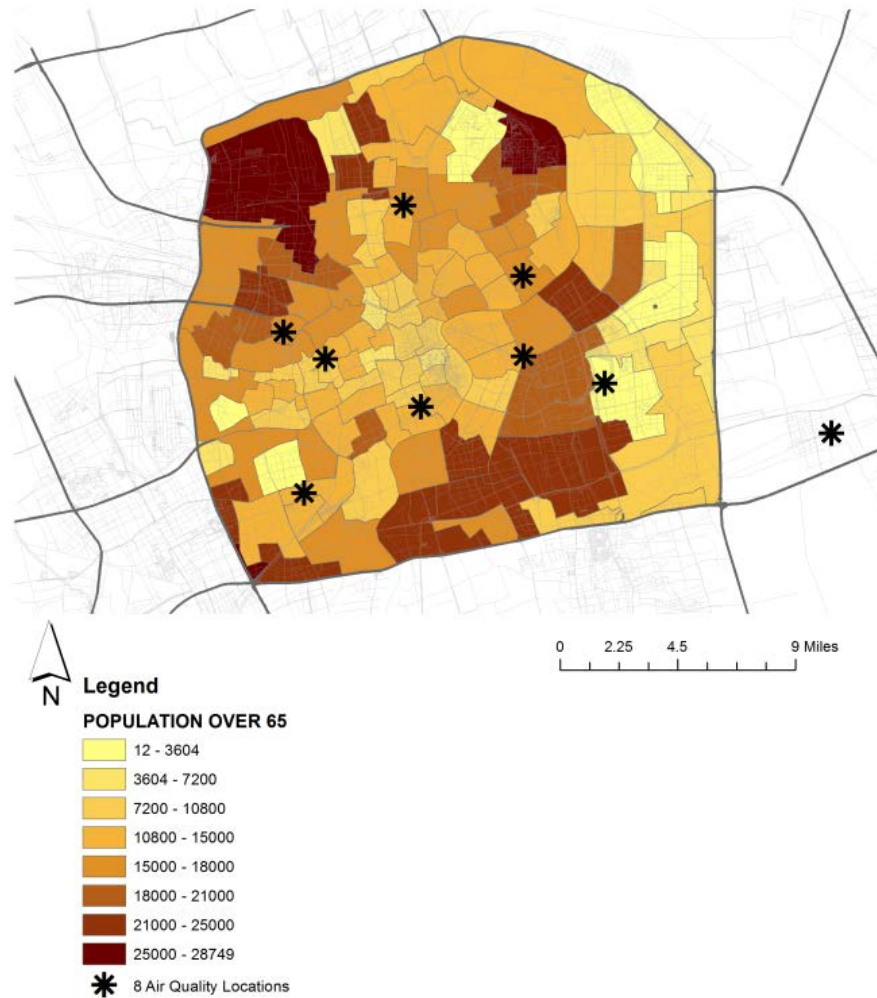 0 2.25 4.5 9 Miles
N
Legend
POPULATION OVER 65
12 - 3604
3604 - 7200
7200 - 10800
10800 - 15000
15000 - 18000
18000 - 21000
21000 - 25000
25000 - 28749
8 Air Quality Locations